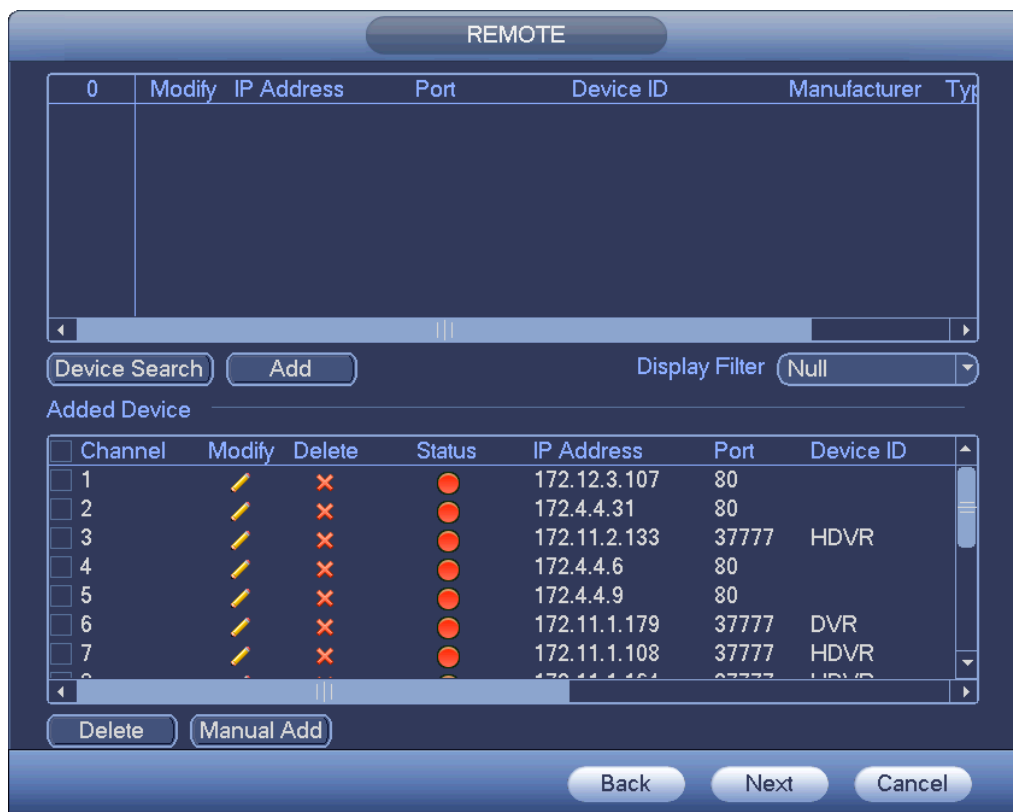 REMOTE
0 Modify IP Address Port Device ID Manufacturer Typ
Device Search Add Display Filter Null
Added Device
Channel Modify Delete Status IP Address Port Device ID
1 172.12.3.107 80
2 172.4.4.31 80
3 172.11.2.133 37777 HDVR
4 172.4.4.6 80
5 172.4.4.9 80
6 172.11.1.179 37777 DVR
7 172.11.1.108 37777 HDVR
Delete Manual Add
Back Next Cancel